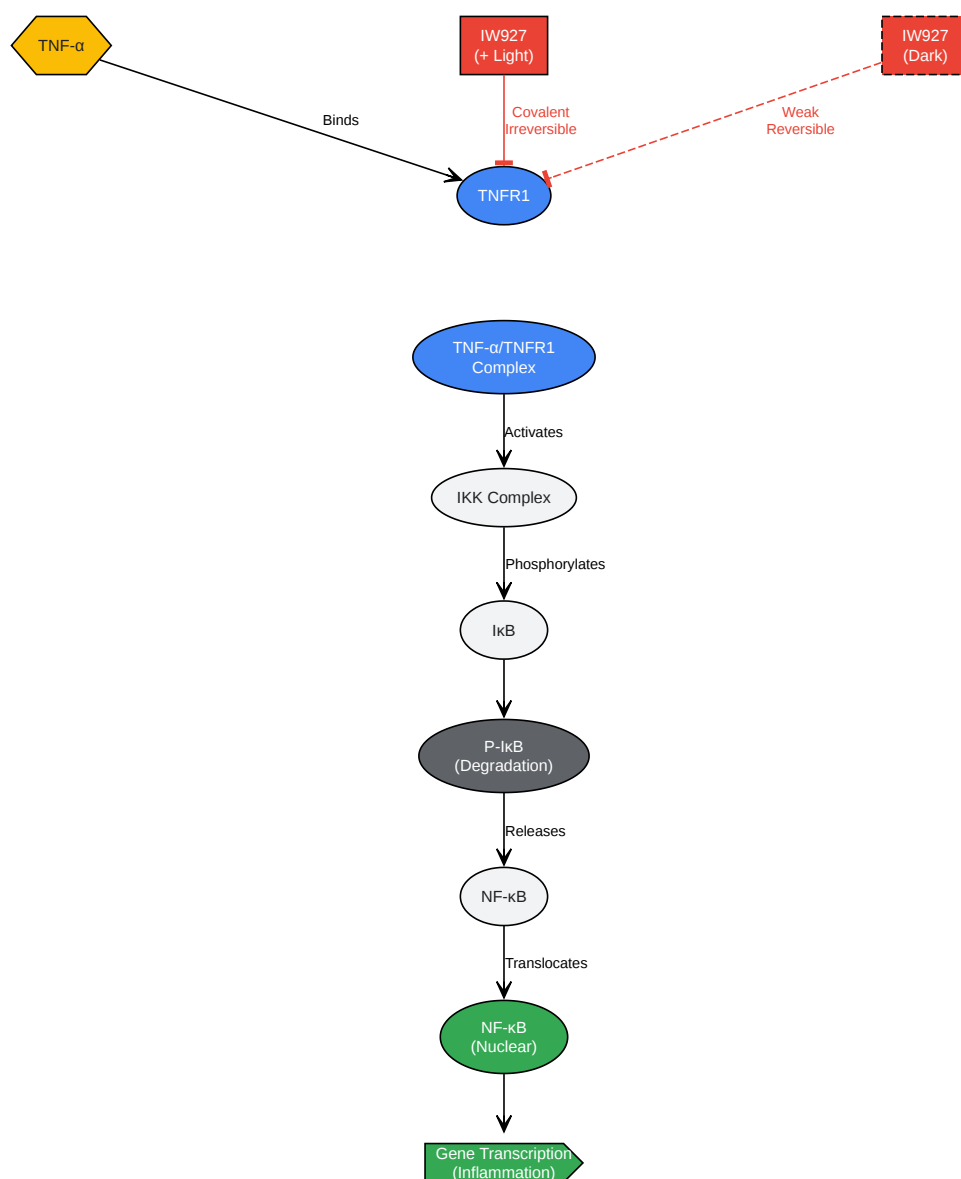 TNF-α
IW927
(+ Light)
IW927
(Dark)
Binds
Covalent
Irreversible
Weak
Reversible
TNFR1
TNF-α/TNFR1
Complex
Activates
IKK Complex
Phosphorylates
IκB
P-IκB
(Degradation)
Releases
NF-κB
Translocates
NF-κB
(Nuclear)
Gene Transcription
(Inflammation)